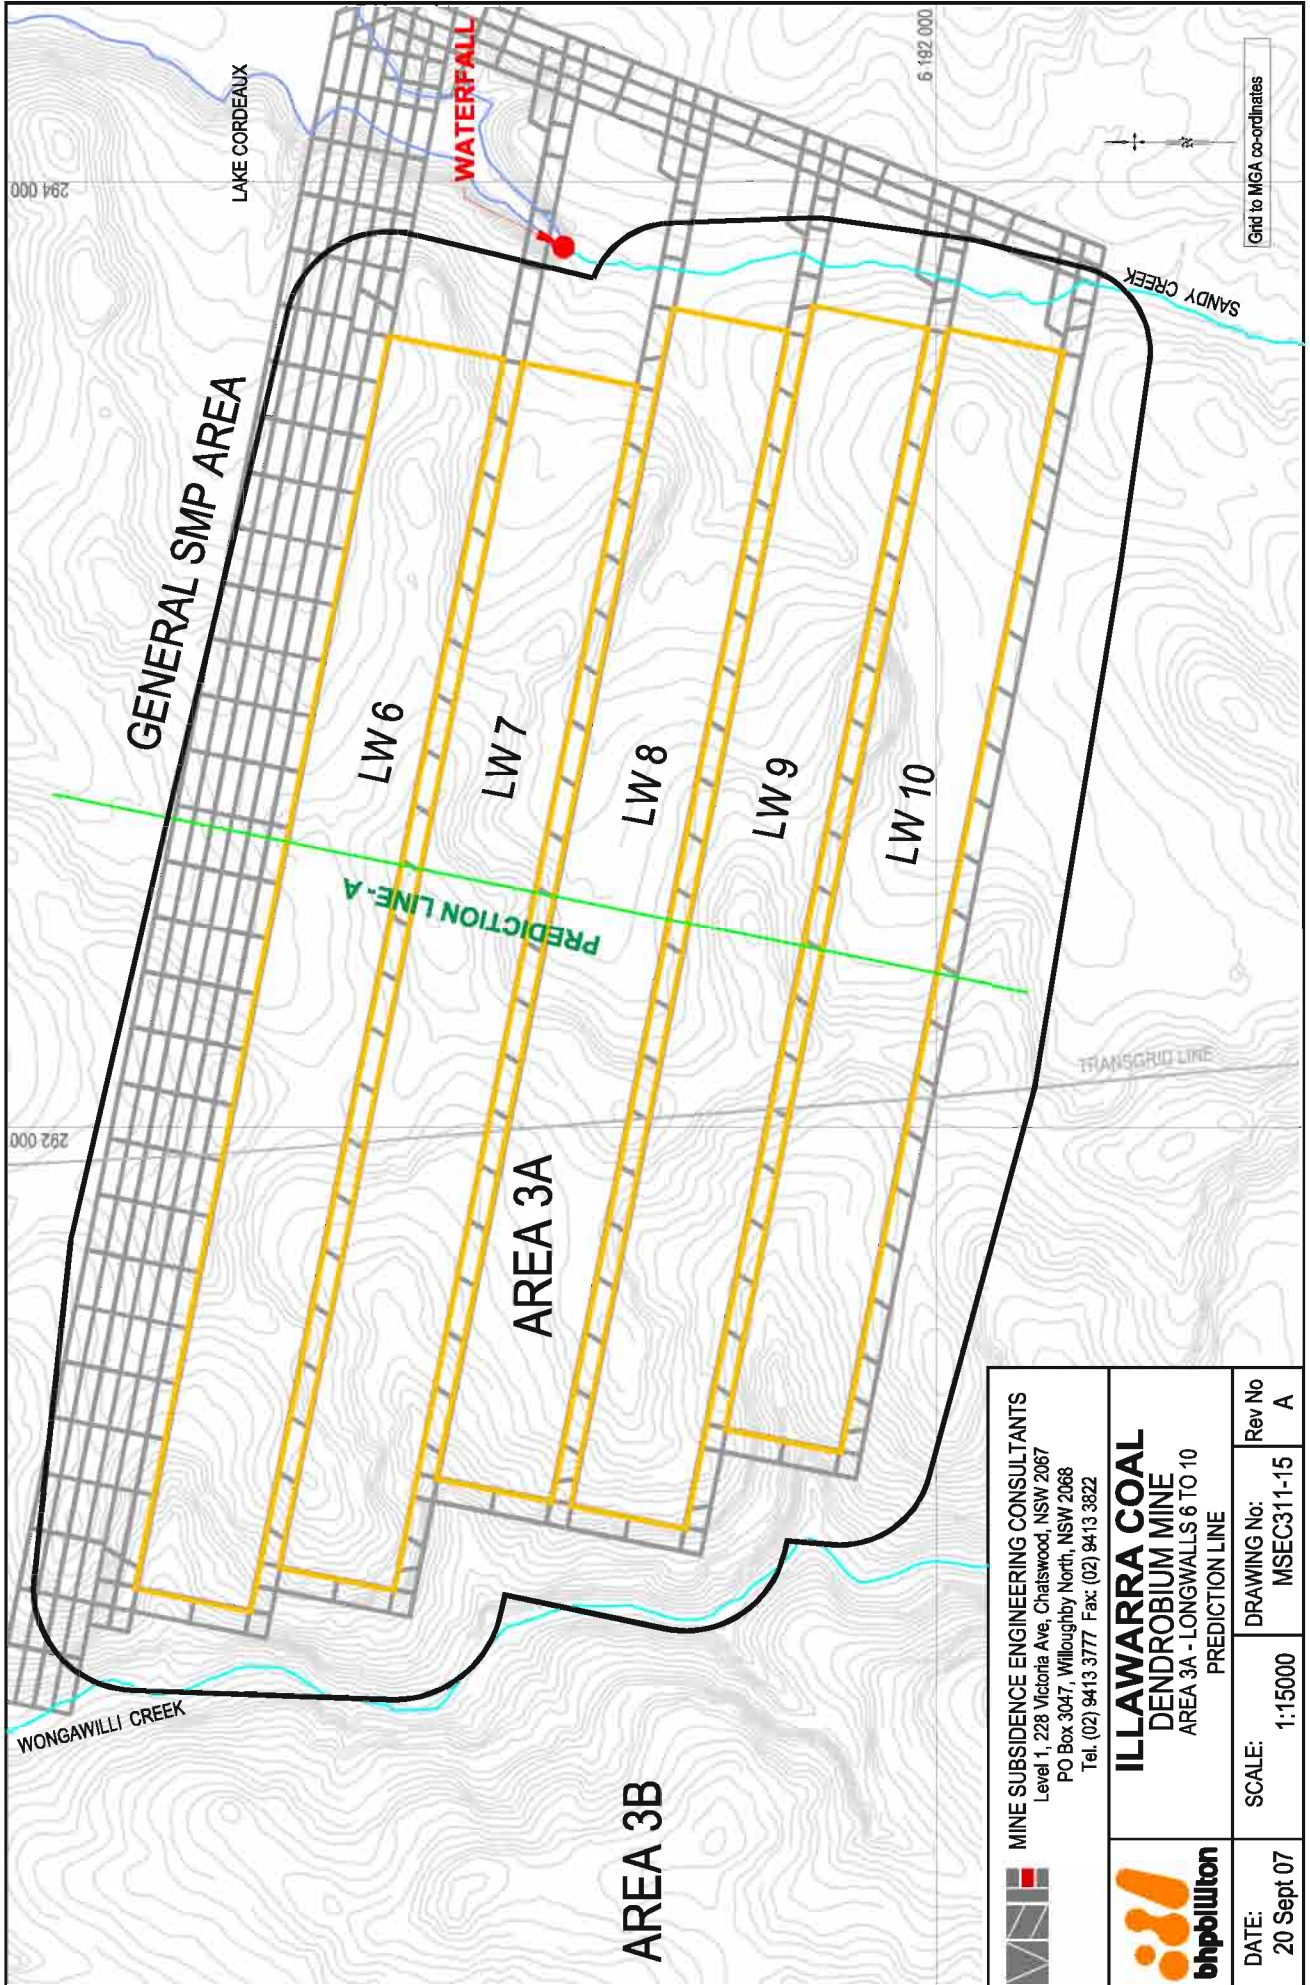 294 000
LAKE CORDEAUX
WATERFALL
6 192 000
Grid to MGA co-ordinates
N
SANDY CREEK
GENERAL SMP AREA
LW 6
LW 7
LW 8
LW 9
LW 10
PREDICTION LINE - A
TRANSGRID LINE
292 000
AREA 3A
WONGAWILLI CREEK
AREA 3B
MINE SUBSIDENCE ENGINEERING CONSULTANTS
Level 1, 228 Victoria Ave, Chatswood, NSW 2067
PO Box 3047, Willoughby North, NSW 2068
Tel. (02) 9413 3777 Fax: (02) 9413 3822
bhpbilliton
ILLAWARRA COAL
DENDROBIUM MINE
AREA 3A - LONGWALLS 6 TO 10
PREDICTION LINE
DATE:
20 Sept 07
SCALE:
1:15000
DRAWING No:
MSEC311-15
Rev No
A